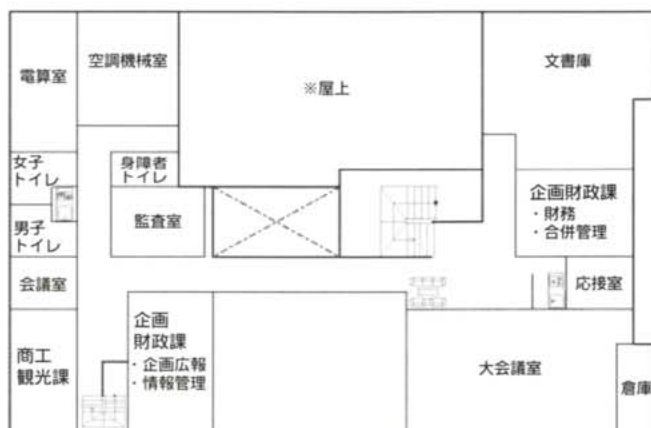 電算室
空調機械室
※屋上
文書庫
女子
トイレ
身障者
トイレ
男子
トイレ
監査室
企画財政課
・財務
・合併管理
会議室
応接室
商工
観光課
企画
財政課
・企画広報
・情報管理
大会議室
倉庫